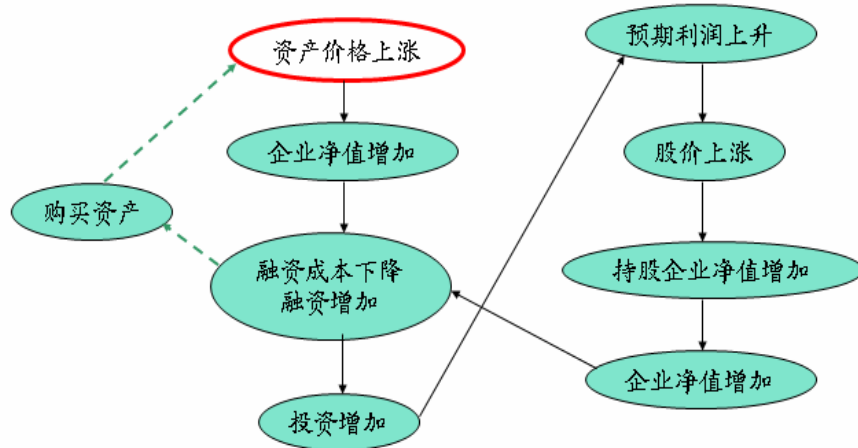 资产价格上涨
企业净值增加
购买资产
融资成本下降
融资增加
投资增加
预期利润上升
股价上涨
持股企业净值增加
企业净值增加